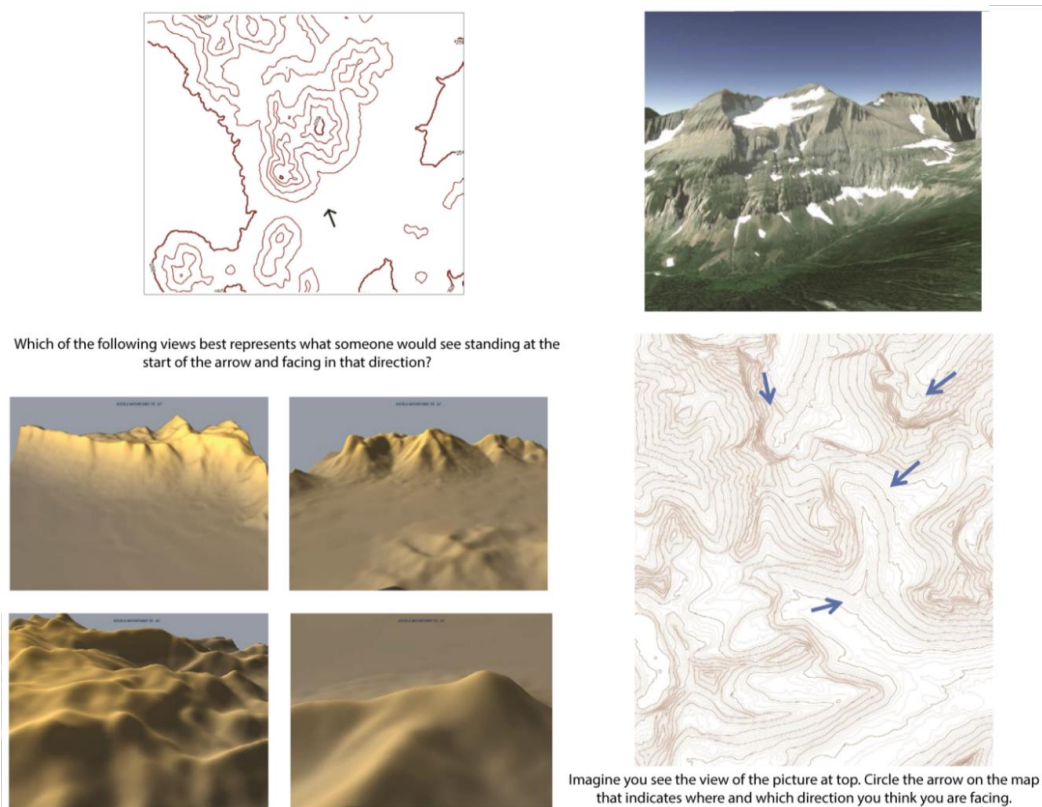 Which of the following views best represents what someone would see standing at the
start of the arrow and facing in that direction?
Imagine you see the view of the picture at top. Circle the arrow on the map
that indicates where and which direction you think you are facing.